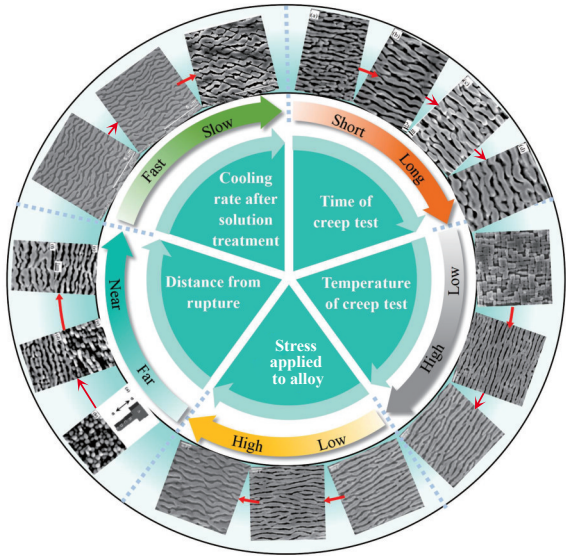 Slow
Fast
Short
Long
Cooling
rate after
solution
treatment
Time of
creep test
Low
High
Near
Far
Distance from
rupture
Temperature
of creep test
Stress
applied
to alloy
High
Low
(a)
(b)
(c)
(d)